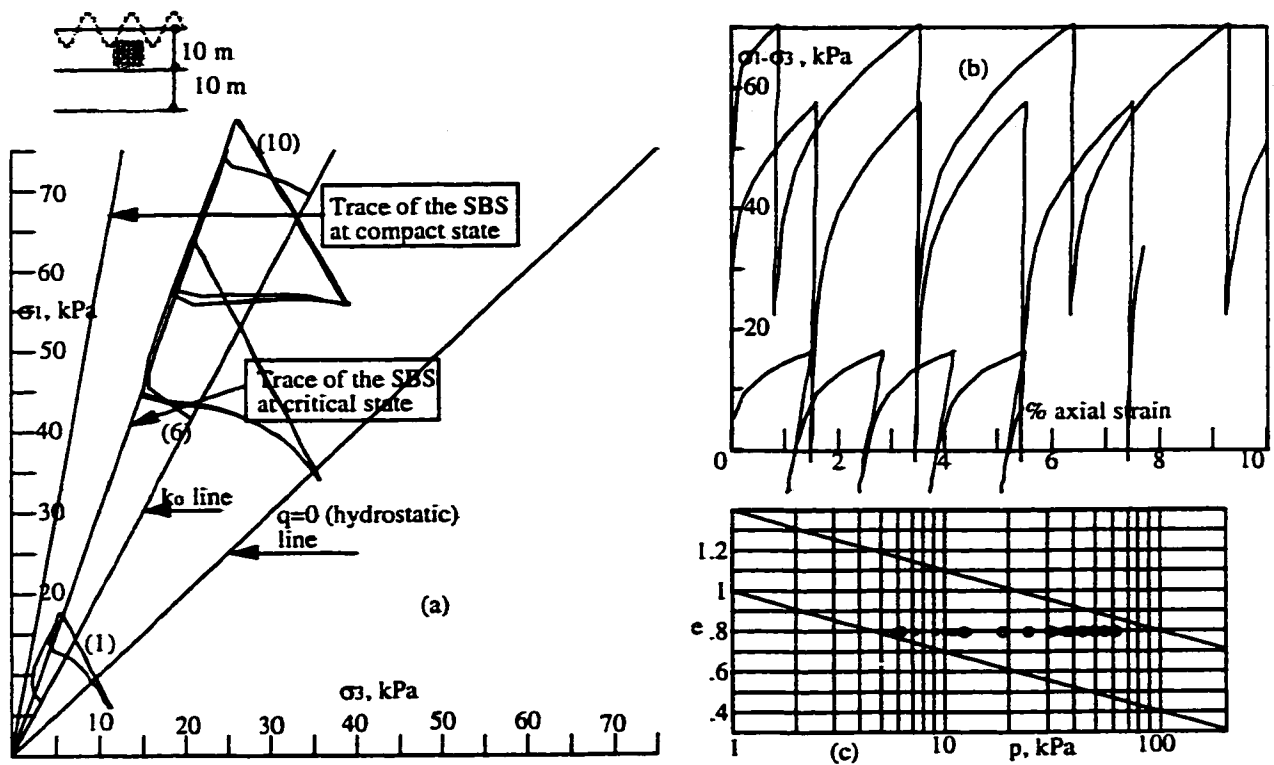 10 m
10 m
(10)
70
60
σ1, kPa
50
40
30
20
Trace of the SBS
at compact state
Trace of the SBS
at critical state
(6)
k0 line
q=0 (hydrostatic)
line
(a)
(1)
σ3, kPa
10
20
30
40
50
60
70
σ1-σ3 , kPa
(b)
60
40
20
% axial strain
0
2
4
6
8
10
1.2
1
e .8
.6
.4
1
10
100
(c)
p, kPa